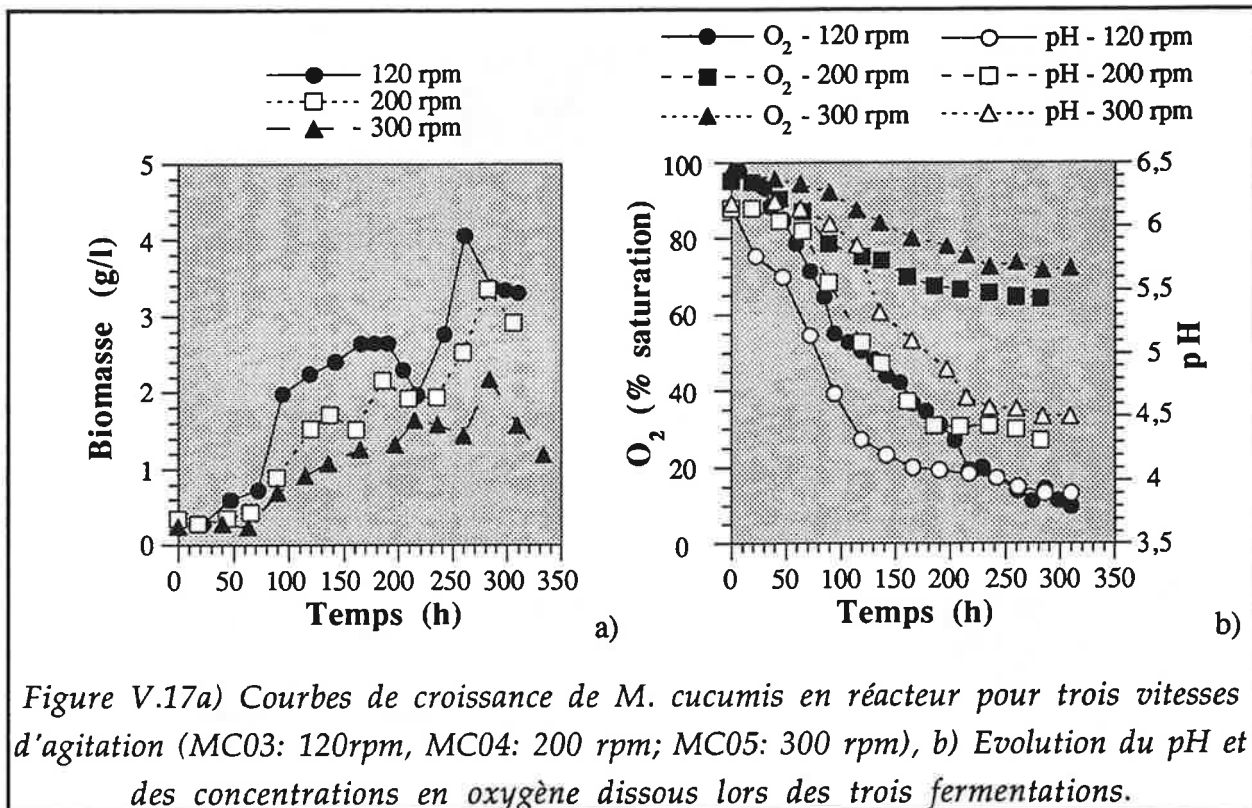 120 rpm
200 rpm
300 rpm
Biomasse (g/l)
5
4
3
2
1
0
0 50 100 150 200 250 300 350
Temps (h)
a)
O2 - 120 rpm
O2 - 200 rpm
O2 - 300 rpm
pH - 120 rpm
pH - 200 rpm
pH - 300 rpm
O2 (% saturation)
100
80
60
40
20
0
6,5
6
5,5
5
4,5
4
3,5
pH
0 50 100 150 200 250 300 350
Temps (h)
b)
Figure V.17a) Courbes de croissance de M. cucumis en réacteur pour trois vitesses
d'agitation (MC03: 120rpm, MC04: 200 rpm; MC05: 300 rpm), b) Evolution du pH et
des concentrations en oxygène dissous lors des trois fermentations.